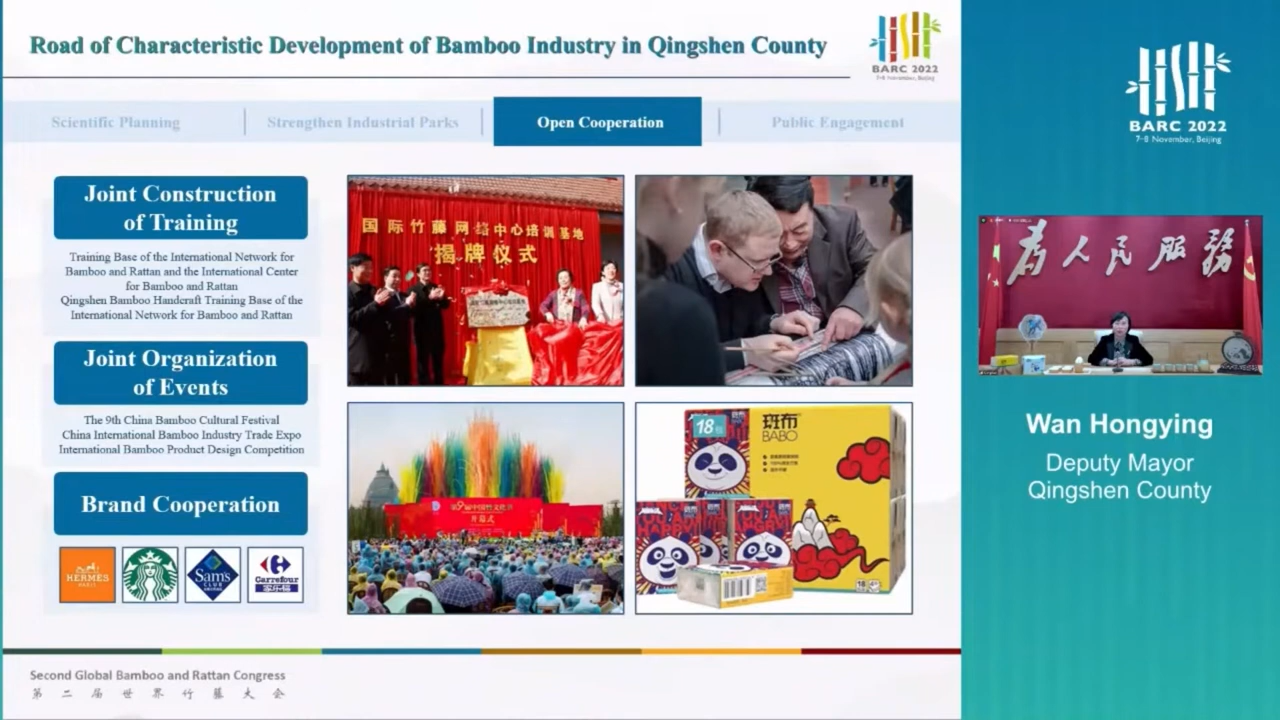 Road of Characteristic Development of Bamboo Industry in Qingshen County
BARC 2022
7-8 November, Beijing
Scientific Planning
Strengthen Industrial Parks
Open Cooperation
Public Engagement
Joint Construction
of Training
Training Base of the International Network for
Bamboo and Rattan and the International Center
for Bamboo and Rattan
Qingshen Bamboo Handcraft Training Base of the
International Network for Bamboo and Rattan
Joint Organization
of Events
The 9th China Bamboo Cultural Festival
China International Bamboo Industry Trade Expo
International Bamboo Product Design Competition
Brand Cooperation
HERMES
PARIS
Sam's
CLUB
Carrefour
家乐福
国际竹藤网络中心培训基地
揭牌仪式
开幕式
18包
斑布
BABO
Second Global Bamboo and Rattan Congress
第二届世界竹藤大会
BARC 2022
7-8 November, Beijing
为人民服務
Wan Hongying
Deputy Mayor
Qingshen County